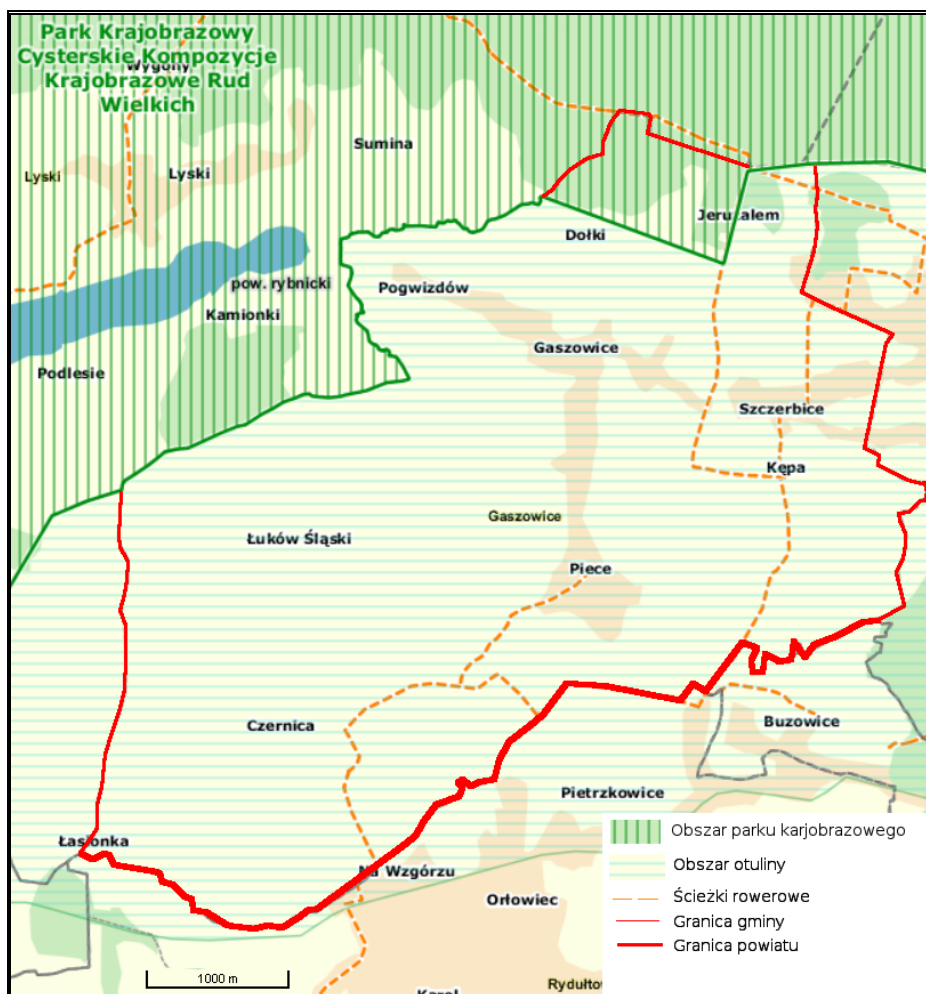 Park Krajobrazowy
Cysterskie Kompozycje
Krajobrazowe Rud
Wielkich
Wygony
Sumina
Lyski
Lyski
Jeruzalem
Dołki
pow. rybnicki
Pogwizdów
Kamionki
Gaszowice
Podlesie
Szczerbice
Kępa
Gaszowice
Łuków Śląski
Piece
Czernica
Buzowice
Pietrzkowice
Łasionka
Na Wzgórzu
Orłowiec
Obszar parku karjobrazowego
Obszar otuliny
Ścieżki rowerowe
Granica gminy
Granica powiatu
1000 m